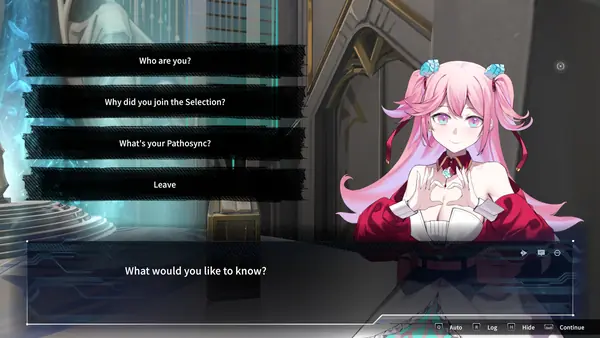 Who are you?
Why did you join the Selection?
What's your Pathosync?
Leave
What would you like to know?
Auto Log Hide Continue